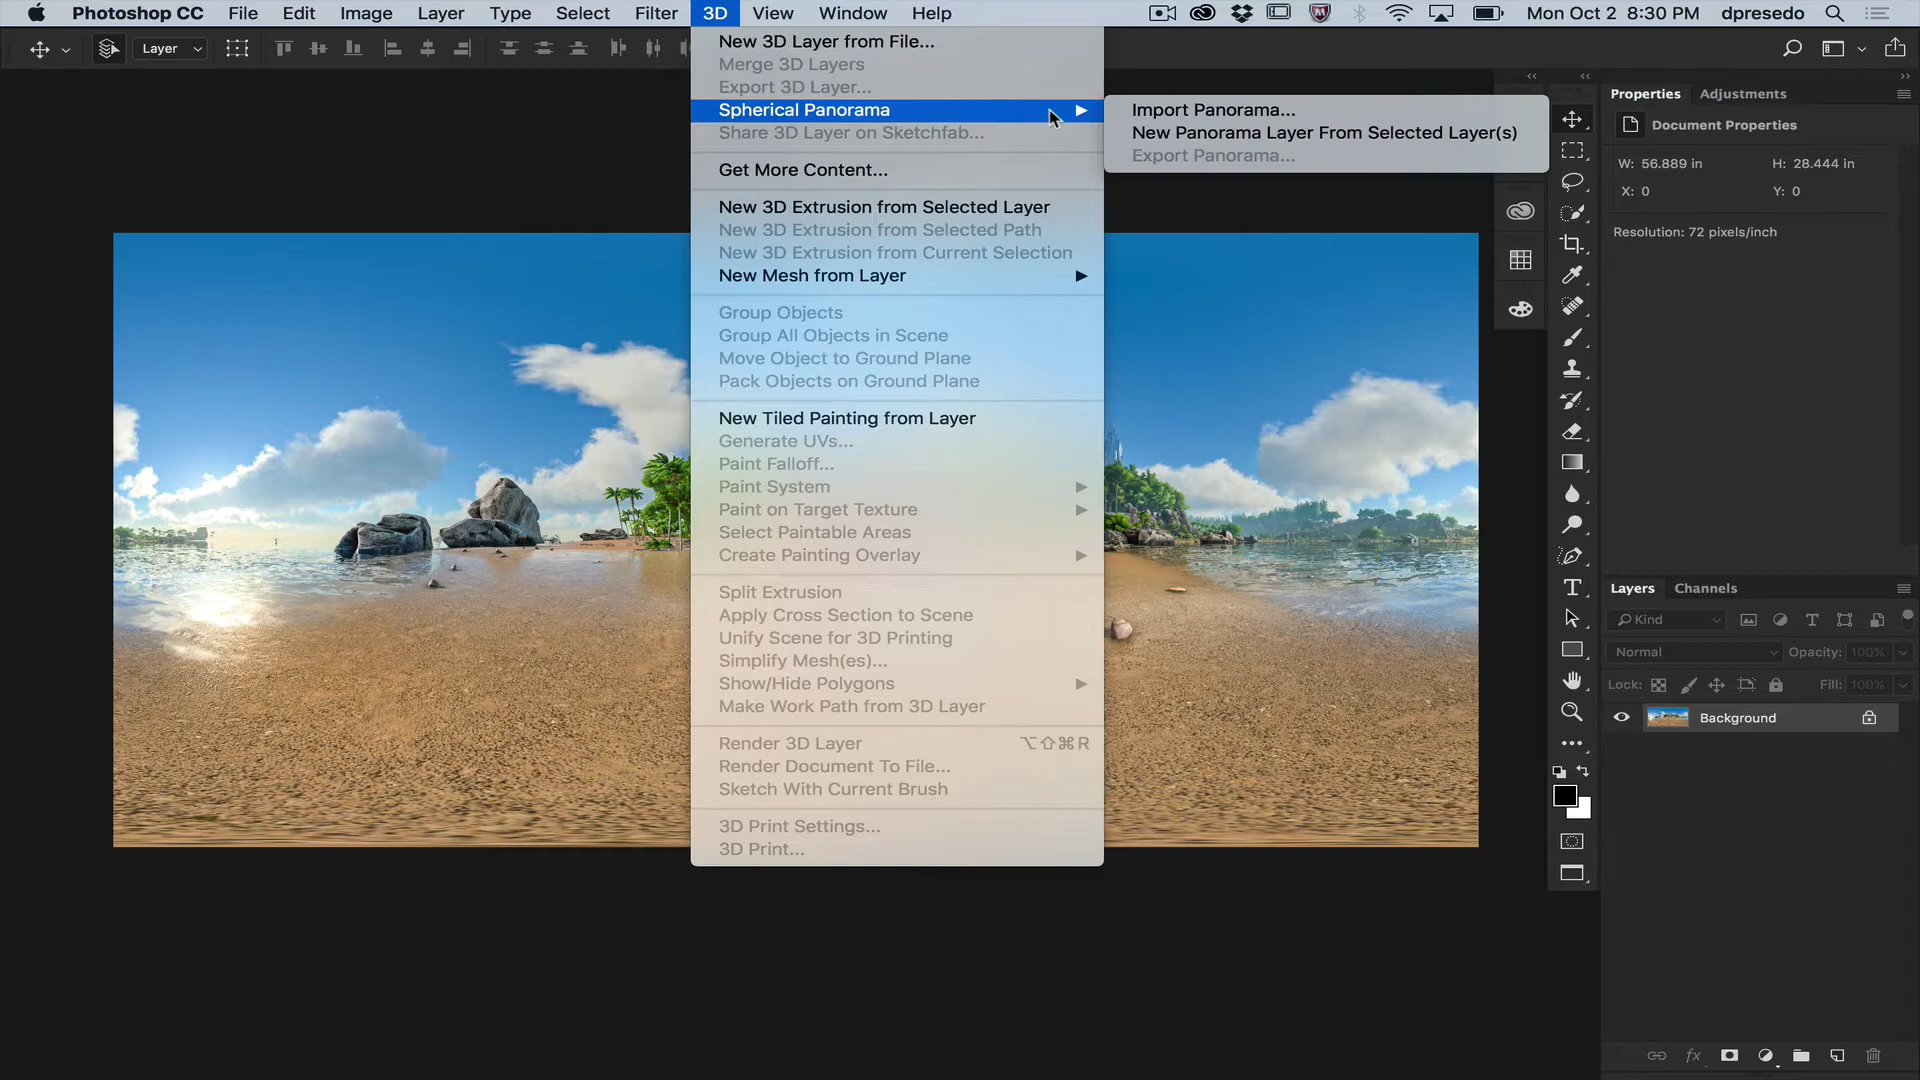 Photoshop CC File Edit Image Layer Type Select Filter 3D View Window Help Mon Oct 2 8:30 PM dpresedo
Layer
New 3D Layer from File...
Merge 3D Layers
Export 3D Layer...
Spherical Panorama
Share 3D Layer on Sketchfab...
Get More Content...
New 3D Extrusion from Selected Layer
New 3D Extrusion from Selected Path
New 3D Extrusion from Current Selection
New Mesh from Layer
Group Objects
Group All Objects in Scene
Move Object to Ground Plane
Pack Objects on Ground Plane
New Tiled Painting from Layer
Generate UVs...
Paint Falloff...
Paint System
Paint on Target Texture
Select Paintable Areas
Create Painting Overlay
Split Extrusion
Apply Cross Section to Scene
Unify Scene for 3D Printing
Simplify Mesh(es)...
Show/Hide Polygons
Make Work Path from 3D Layer
Render 3D Layer ⌥⇧⌘R
Render Document To File...
Sketch With Current Brush
3D Print Settings...
3D Print...
Import Panorama...
New Panorama Layer From Selected Layer(s)
Export Panorama...
Properties Adjustments
Document Properties
W: 56.889 in H: 28.444 in
X: 0 Y: 0
Resolution: 72 pixels/inch
Layers Channels
Kind
Normal Opacity: 100%
Lock: Fill: 100%
Background
fx